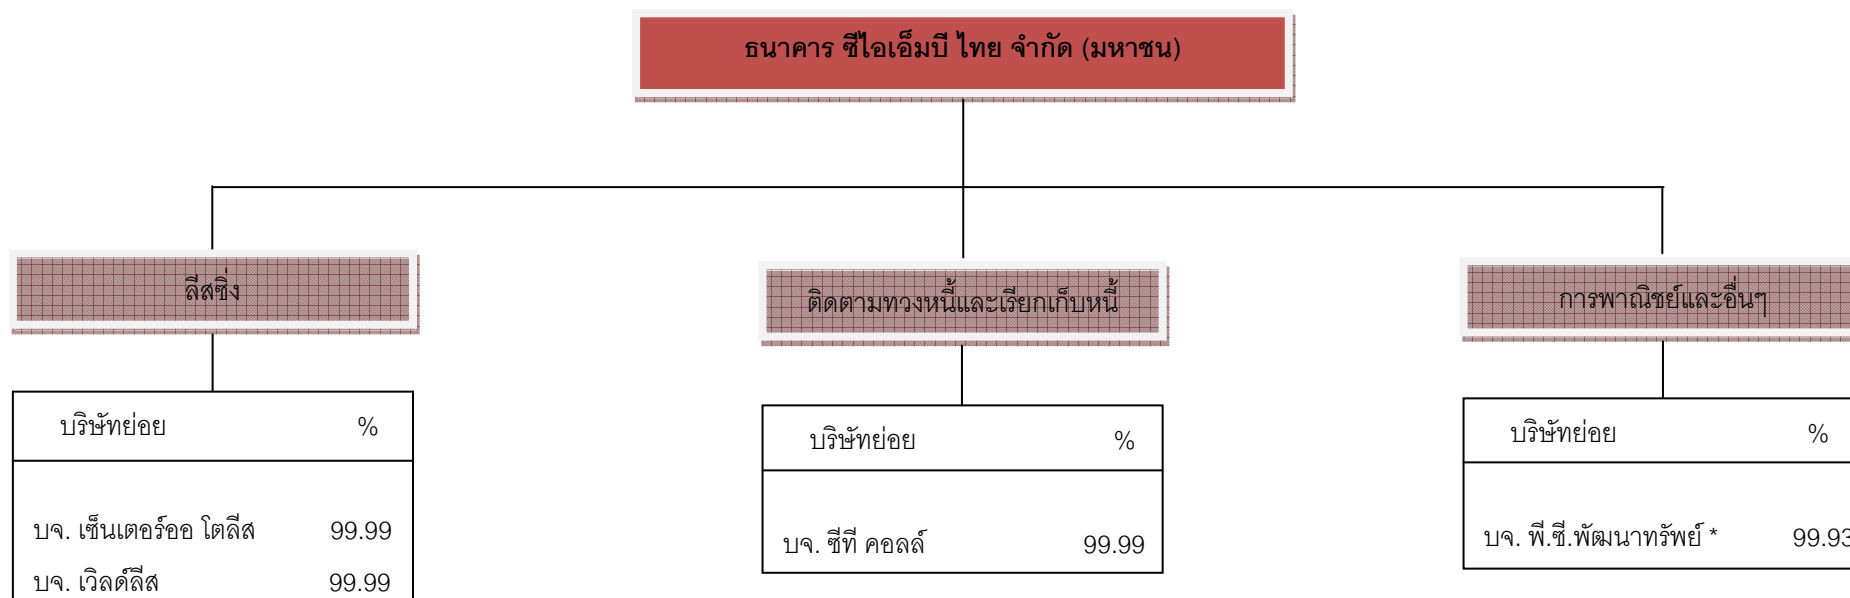 ธนาคาร ซีไอเอ็มบี ไทย จำกัด (มหาชน)
ลีสซิ่ง
บริษัทย่อย %
บจ. เซ็นเตอร์ออ โตลีส 99.99
บจ. เวิลด์ลีส 99.99
ติดตามทวงหนี้และเรียกเก็บหนี้
บริษัทย่อย %
บจ. ซีที คอลล์ 99.99
การพาณิชย์และอื่นๆ
บริษัทย่อย %
บจ. พี.ซี.พัฒนาทรัพย์ * 99.93